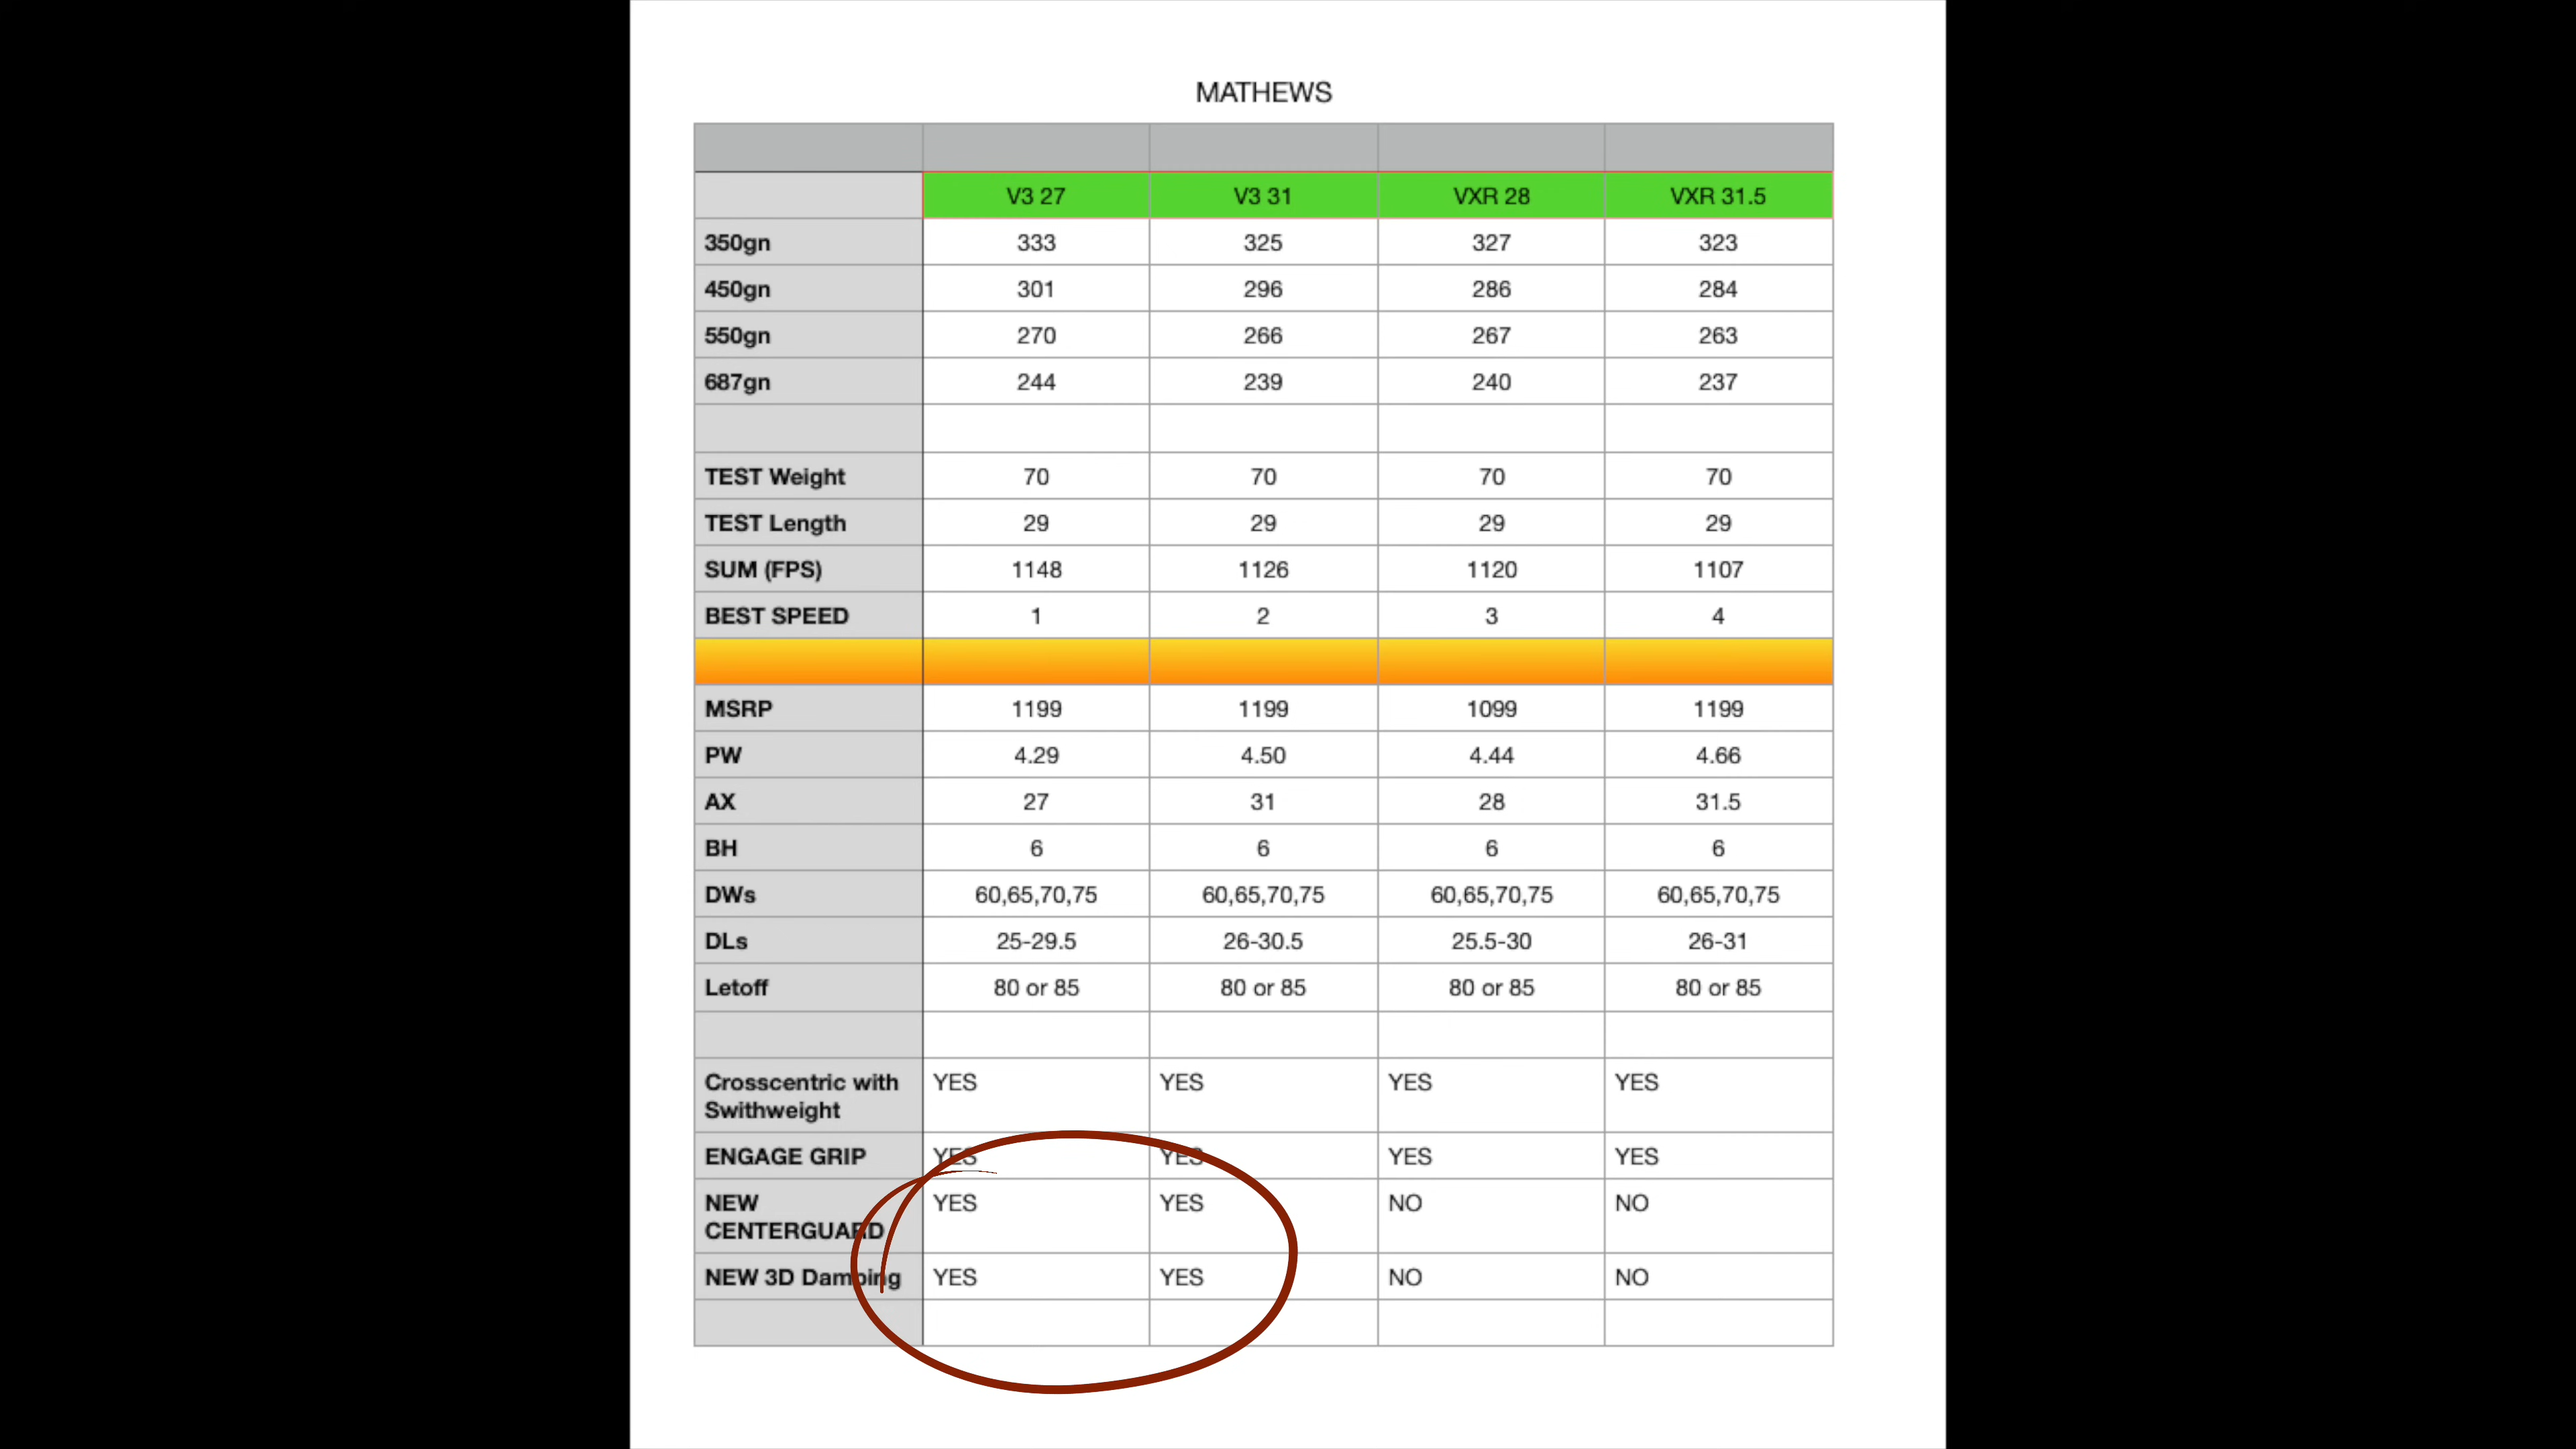 MATHEWS
V3 27 V3 31 VXR 28 VXR 31.5
350gn 333 325 327 323
450gn 301 296 286 284
550gn 270 266 267 263
687gn 244 239 240 237
TEST Weight 70 70 70 70
TEST Length 29 29 29 29
SUM (FPS) 1148 1126 1120 1107
BEST SPEED 1 2 3 4
MSRP 1199 1199 1099 1199
PW 4.29 4.50 4.44 4.66
AX 27 31 28 31.5
BH 6 6 6 6
DWs 60,65,70,75 60,65,70,75 60,65,70,75 60,65,70,75
DLs 25-29.5 26-30.5 25.5-30 26-31
Letoff 80 or 85 80 or 85 80 or 85 80 or 85
Crosscentric with YES YES YES YES
Swithweight
ENGAGE GRIP YES YES YES YES
NEW YES YES NO NO
CENTERGUARD
NEW 3D Damping YES YES NO NO